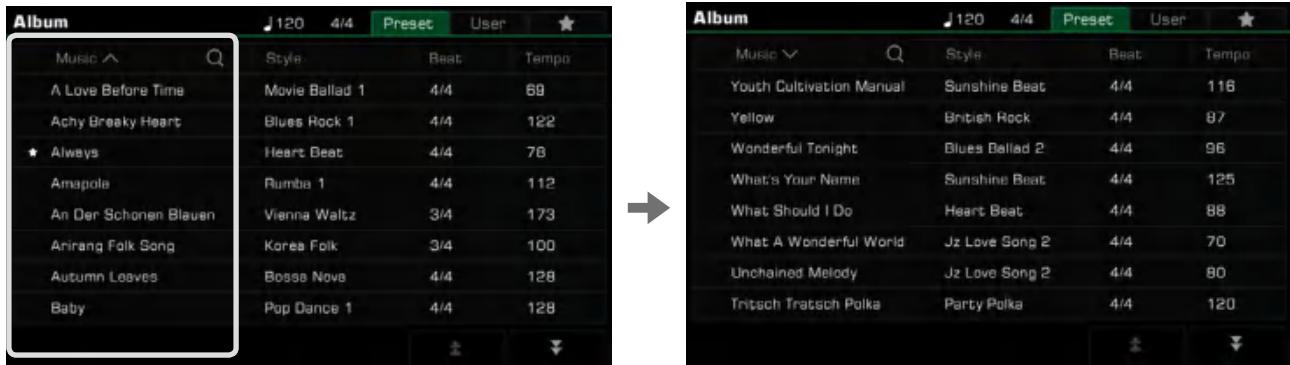 Album ♩120 4/4 Preset User ★
Music Style Beat Tempo
A Love Before Time Movie Ballad 1 4/4 69
Achy Breaky Heart Blues Rock 1 4/4 122
★ Always Heart Beat 4/4 78
Amapola Rumba 1 4/4 112
An Der Schonen Blauen Vienna Waltz 3/4 173
Arirang Folk Song Korea Folk 3/4 100
Autumn Leaves Bossa Nova 4/4 128
Baby Pop Dance 1 4/4 128
Album ♩120 4/4 Preset User ★
Music Style Beat Tempo
Youth Cultivation Manual Sunshine Beat 4/4 116
Yellow British Rock 4/4 87
Wonderful Tonight Blues Ballad 2 4/4 96
What's Your Name Sunshine Beat 4/4 125
What Should I Do Heart Beat 4/4 88
What A Wonderful World Jz Love Song 2 4/4 70
Unchained Melody Jz Love Song 2 4/4 80
Tritsch Tratsch Polka Party Polka 4/4 120